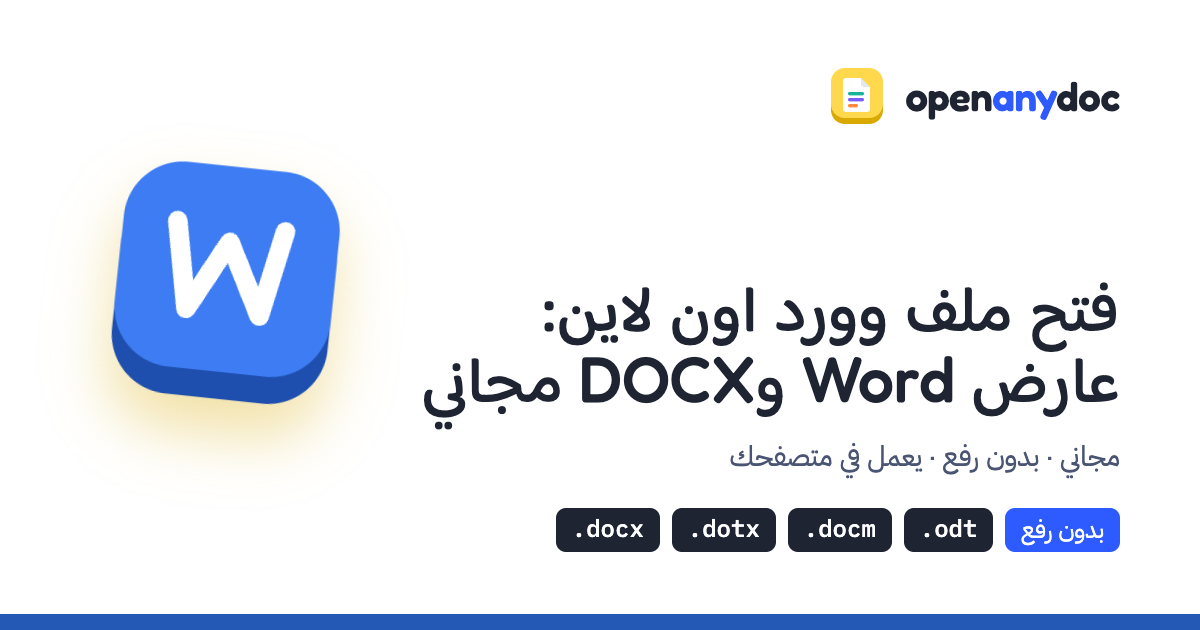 openanydoc
W
فتح ملف وورد اون لاين:
عارض Word وDOCX مجاني
مجاني · بدون رفع · يعمل في متصفحك
بدون رفع .odt .docm .dotx .docx